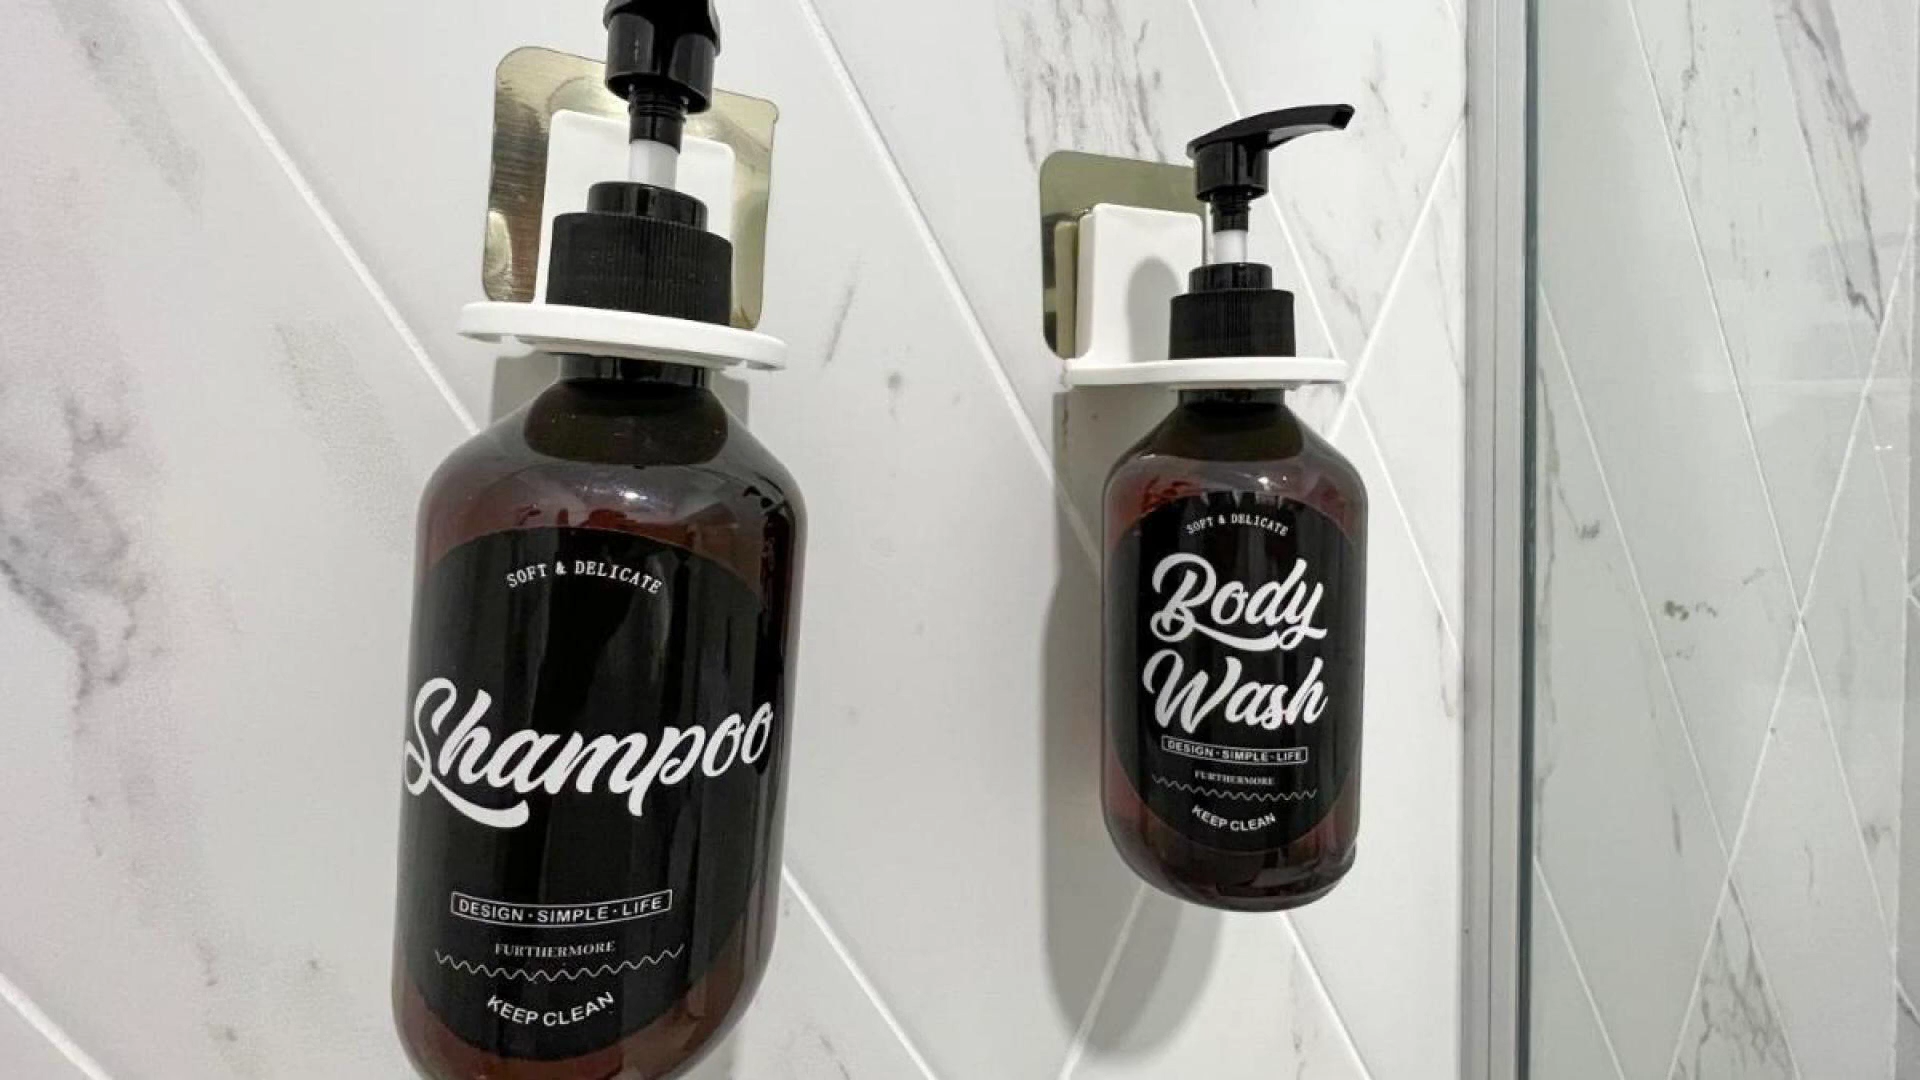 SOFT & DELICATE
Shampoo
DESIGN·SIMPLE·LIFE
FURTHERMORE
KEEP CLEAN
SOFT & DELICATE
Body
Wash
DESIGN·SIMPLE·LIFE
FURTHERMORE
KEEP CLEAN